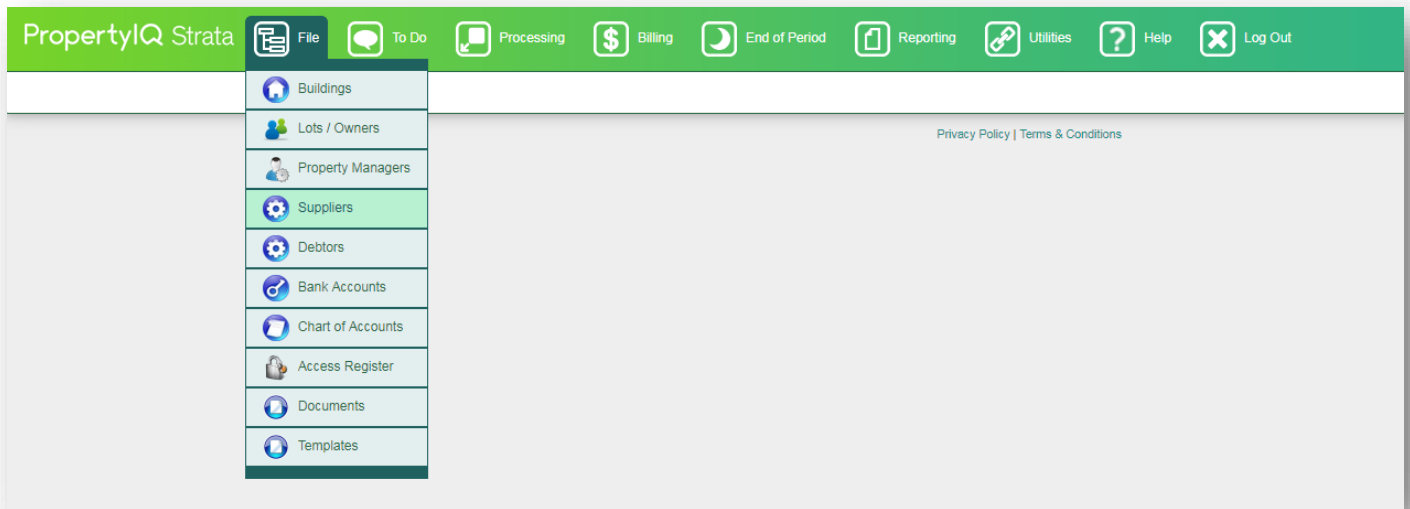 PropertyIQ Strata File To Do Processing Billing End of Period Reporting Utilities Help Log Out
Buildings
Lots / Owners
Privacy Policy | Terms & Conditions
Property Managers
Suppliers
Debtors
Bank Accounts
Chart of Accounts
Access Register
Documents
Templates